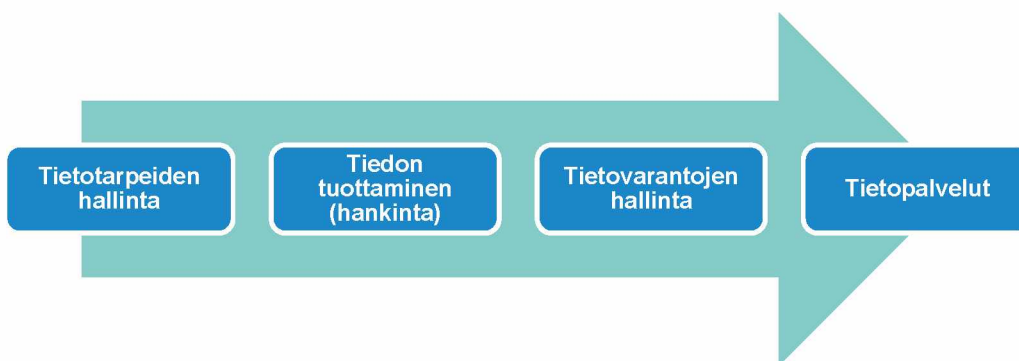 Tietotarpeiden
hallinta
Tiedon
tuottaminen
(hankinta)
Tietovarantojen
hallinta
Tietopalvelut